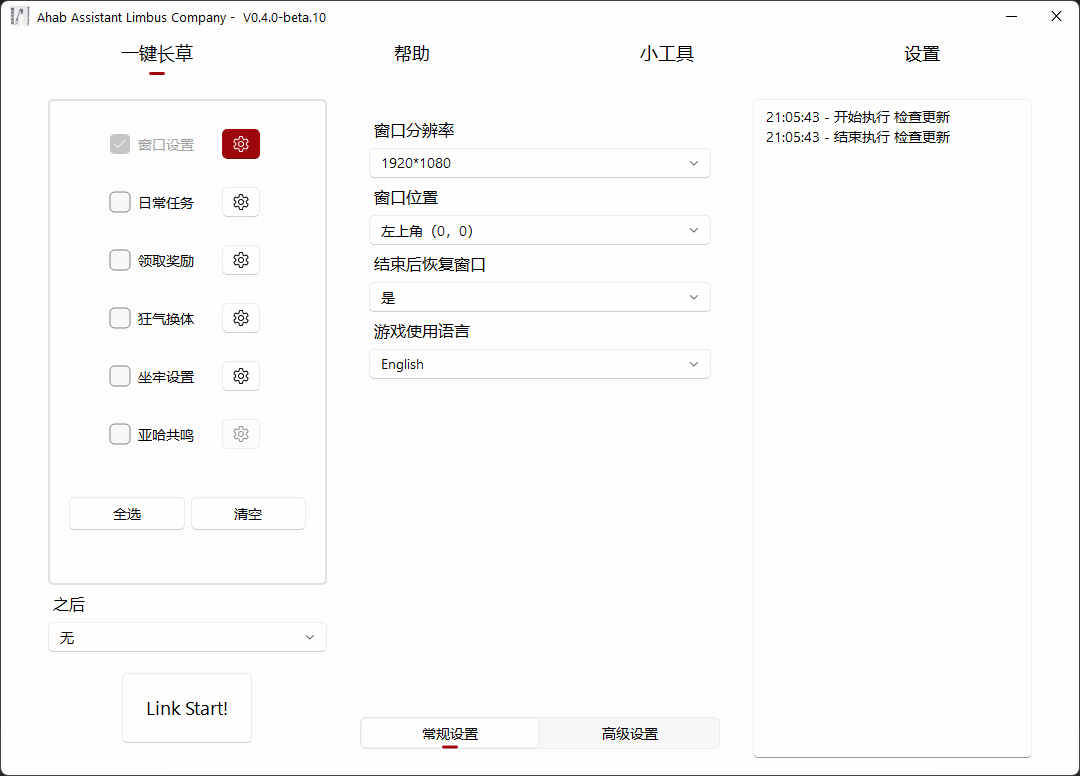 Ahab Assistant Limbus Company - V0.4.0-beta.10
一键长草
帮助
小工具
设置
窗口设置
日常任务
领取奖励
狂气换体
坐牢设置
亚哈共鸣
全选
清空
之后
无
Link Start!
窗口分辨率
1920*1080
窗口位置
左上角（0，0）
结束后恢复窗口
是
游戏使用语言
English
常规设置
高级设置
21:05:43 - 开始执行 检查更新
21:05:43 - 结束执行 检查更新